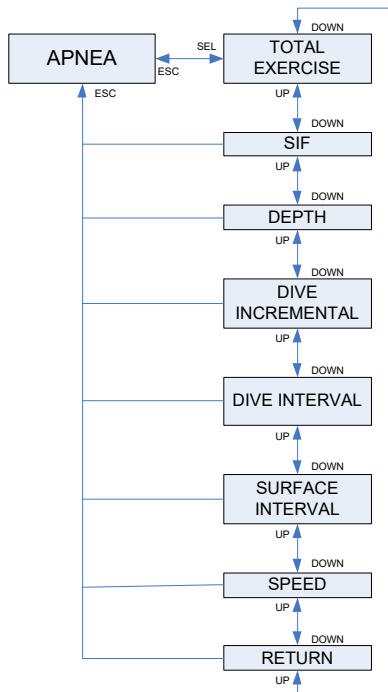 DOWN
APNEA
SEL
ESC
TOTAL
EXERCISE
ESC
UP
DOWN
SIF
UP
DOWN
DEPTH
UP
DOWN
DIVE
INCREMENTAL
UP
DOWN
DIVE INTERVAL
UP
DOWN
SURFACE
INTERVAL
UP
DOWN
SPEED
UP
DOWN
RETURN
UP